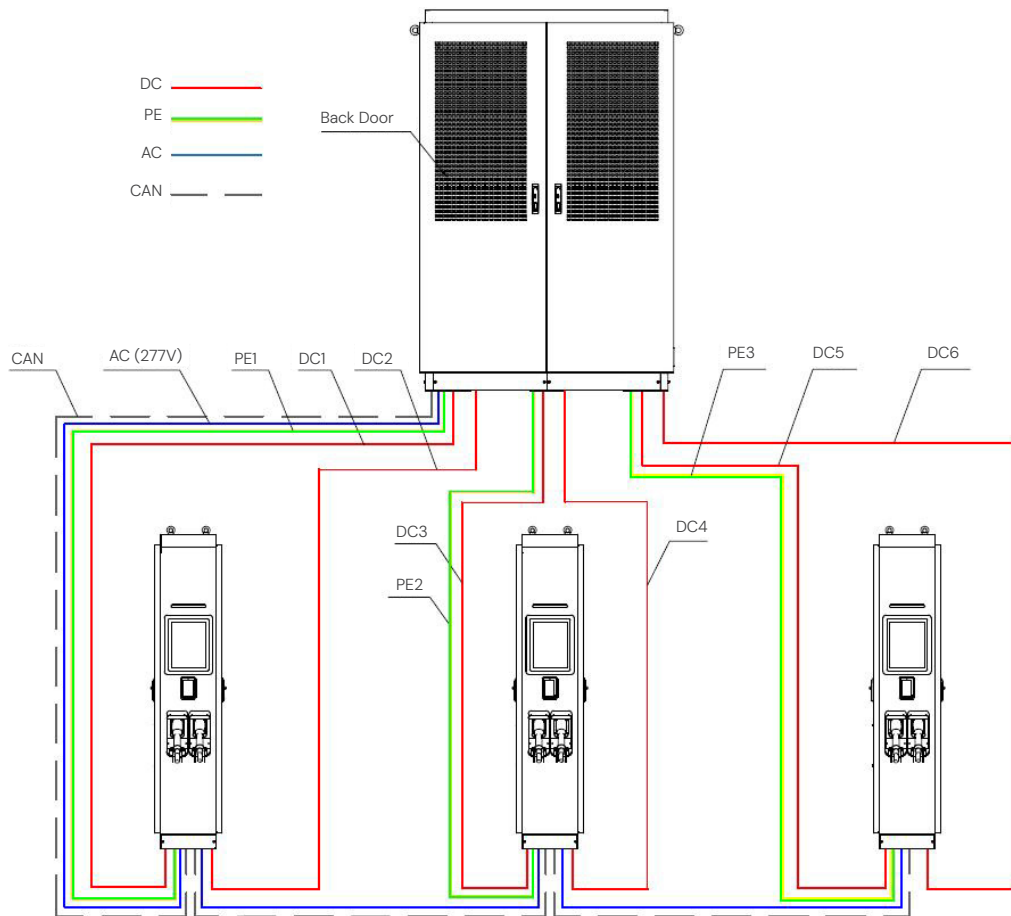 DC
PE
Back Door
AC
CAN
CAN
AC (277V)
PE1
DC1
DC2
PE3
DC5
DC6
DC3
DC4
PE2